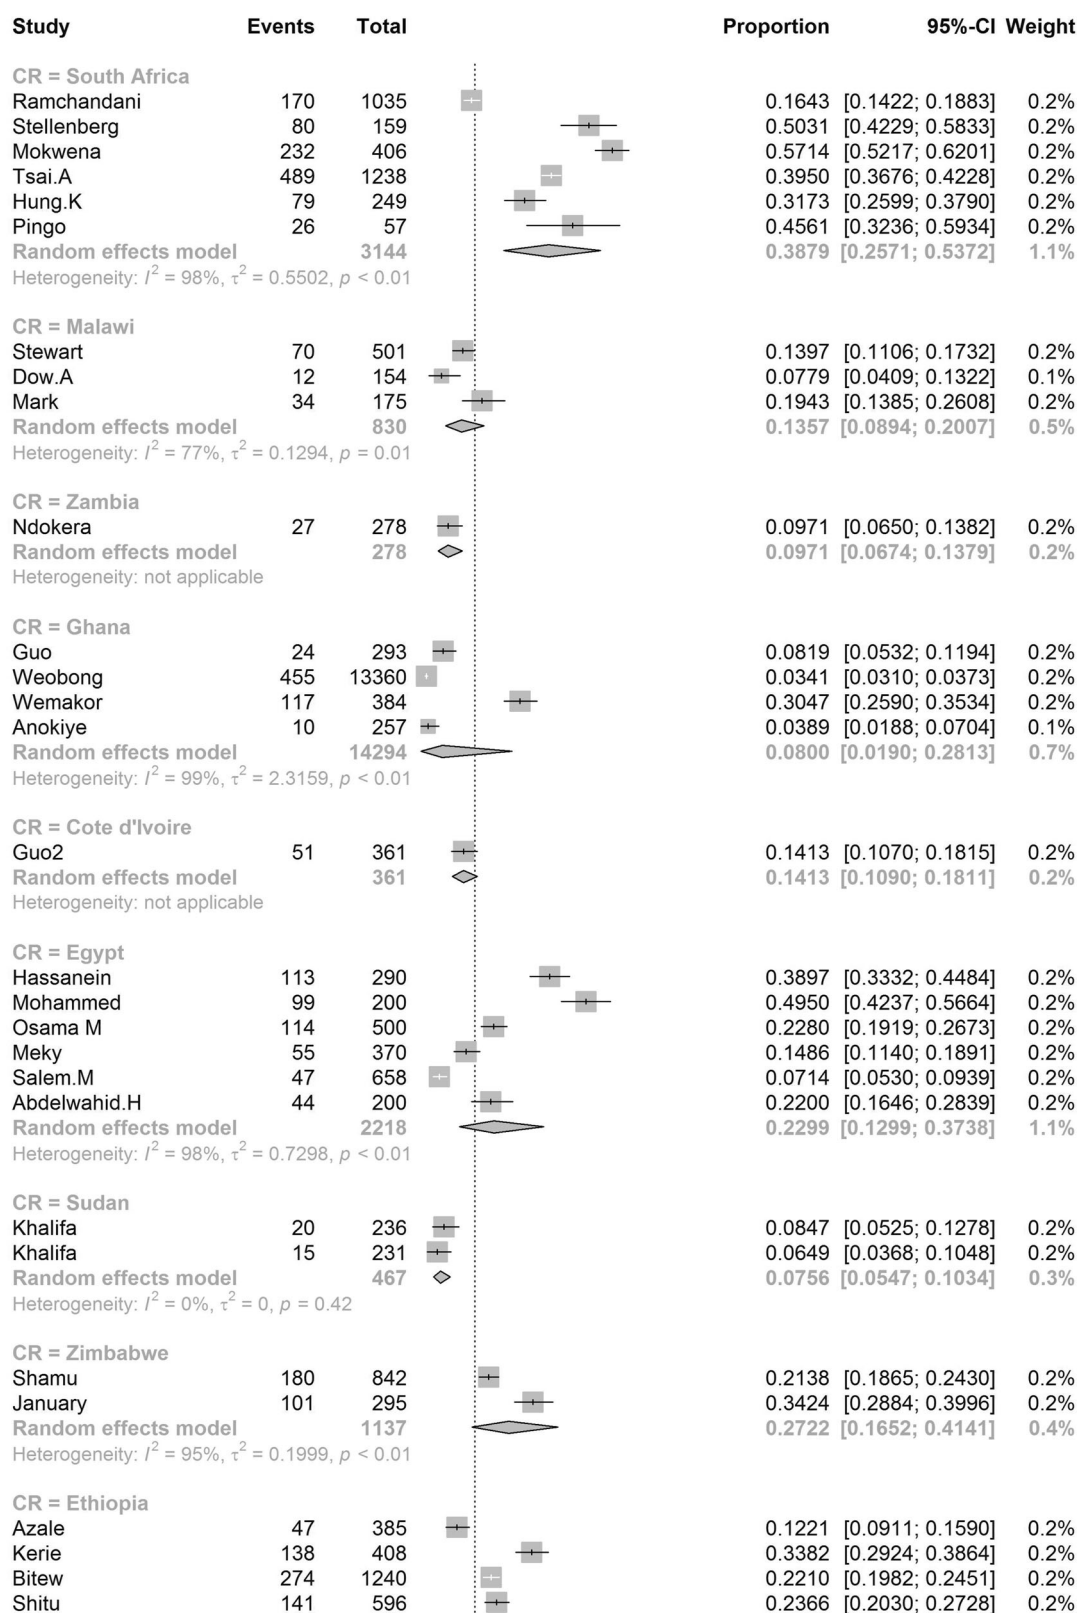 Study Events Total Proportion 95%-CI Weight
CR = South Africa
Ramchandani 170 1035 0.1643 [0.1422; 0.1883] 0.2%
Stellenberg 80 159 0.5031 [0.4229; 0.5833] 0.2%
Mokwena 232 406 0.5714 [0.5217; 0.6201] 0.2%
Tsai.A 489 1238 0.3950 [0.3676; 0.4228] 0.2%
Hung.K 79 249 0.3173 [0.2599; 0.3790] 0.2%
Pingo 26 57 0.4561 [0.3236; 0.5934] 0.2%
Random effects model 3144 0.3879 [0.2571; 0.5372] 1.1%
Heterogeneity: I² = 98%, τ² = 0.5502, p < 0.01
CR = Malawi
Stewart 70 501 0.1397 [0.1106; 0.1732] 0.2%
Dow.A 12 154 0.0779 [0.0409; 0.1322] 0.1%
Mark 34 175 0.1943 [0.1385; 0.2608] 0.2%
Random effects model 830 0.1357 [0.0894; 0.2007] 0.5%
Heterogeneity: I² = 77%, τ² = 0.1294, p = 0.01
CR = Zambia
Ndokera 27 278 0.0971 [0.0650; 0.1382] 0.2%
Random effects model 278 0.0971 [0.0674; 0.1379] 0.2%
Heterogeneity: not applicable
CR = Ghana
Guo 24 293 0.0819 [0.0532; 0.1194] 0.2%
Weobong 455 13360 0.0341 [0.0310; 0.0373] 0.2%
Wemakor 117 384 0.3047 [0.2590; 0.3534] 0.2%
Anokiye 10 257 0.0389 [0.0188; 0.0704] 0.1%
Random effects model 14294 0.0800 [0.0190; 0.2813] 0.7%
Heterogeneity: I² = 99%, τ² = 2.3159, p < 0.01
CR = Cote d'Ivoire
Guo2 51 361 0.1413 [0.1070; 0.1815] 0.2%
Random effects model 361 0.1413 [0.1090; 0.1811] 0.2%
Heterogeneity: not applicable
CR = Egypt
Hassanein 113 290 0.3897 [0.3332; 0.4484] 0.2%
Mohammed 99 200 0.4950 [0.4237; 0.5664] 0.2%
Osama M 114 500 0.2280 [0.1919; 0.2673] 0.2%
Meky 55 370 0.1486 [0.1140; 0.1891] 0.2%
Salem.M 47 658 0.0714 [0.0530; 0.0939] 0.2%
Abdelwahid.H 44 200 0.2200 [0.1646; 0.2839] 0.2%
Random effects model 2218 0.2299 [0.1299; 0.3738] 1.1%
Heterogeneity: I² = 98%, τ² = 0.7298, p < 0.01
CR = Sudan
Khalifa 20 236 0.0847 [0.0525; 0.1278] 0.2%
Khalifa 15 231 0.0649 [0.0368; 0.1048] 0.2%
Random effects model 467 0.0756 [0.0547; 0.1034] 0.3%
Heterogeneity: I² = 0%, τ² = 0, p = 0.42
CR = Zimbabwe
Shamu 180 842 0.2138 [0.1865; 0.2430] 0.2%
January 101 295 0.3424 [0.2884; 0.3996] 0.2%
Random effects model 1137 0.2722 [0.1652; 0.4141] 0.4%
Heterogeneity: I² = 95%, τ² = 0.1999, p < 0.01
CR = Ethiopia
Azale 47 385 0.1221 [0.0911; 0.1590] 0.2%
Kerie 138 408 0.3382 [0.2924; 0.3864] 0.2%
Bitew 274 1240 0.2210 [0.1982; 0.2451] 0.2%
Shitu 141 596 0.2366 [0.2030; 0.2728] 0.2%